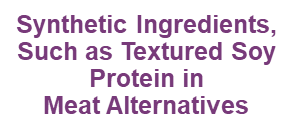 Synthetic Ingredients,
Such as Textured Soy
Protein in
Meat Alternatives